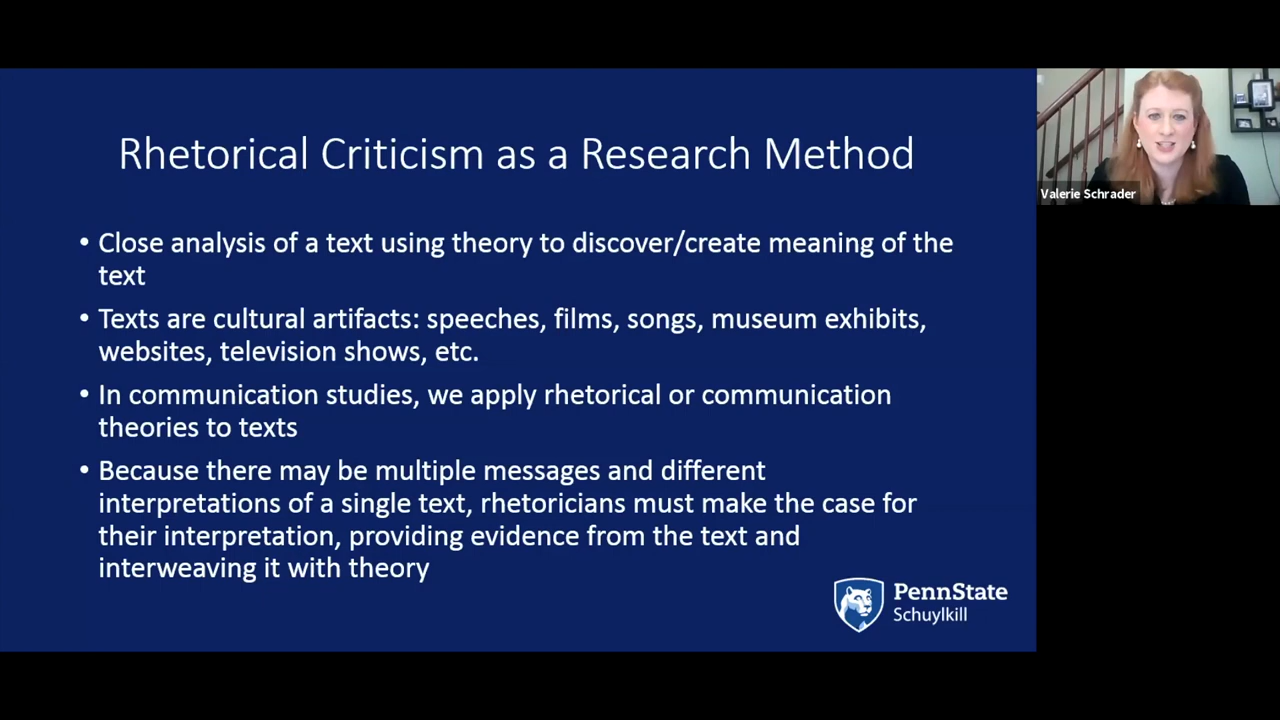 Rhetorical Criticism as a Research Method
• Close analysis of a text using theory to discover/create meaning of the
text
• Texts are cultural artifacts: speeches, films, songs, museum exhibits,
websites, television shows, etc.
• In communication studies, we apply rhetorical or communication
theories to texts
• Because there may be multiple messages and different
interpretations of a single text, rhetoricians must make the case for
their interpretation, providing evidence from the text and
interweaving it with theory
PennState
Schuylkill
Valerie Schrader